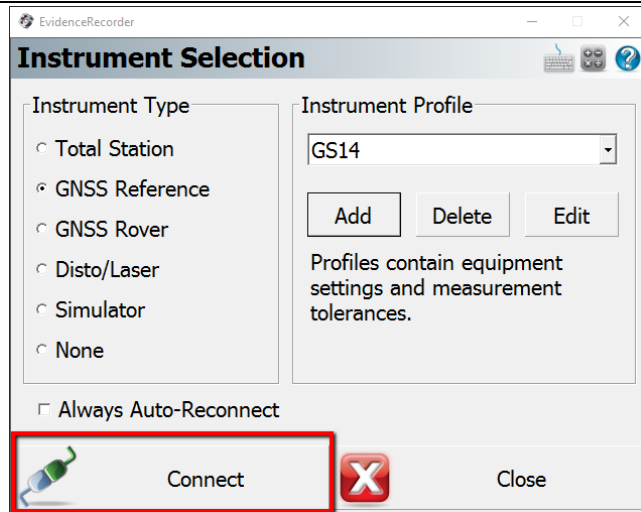 EvidenceRecorder
Instrument Selection
Instrument Type
Total Station
GNSS Reference
GNSS Rover
Disto/Laser
Simulator
None
Instrument Profile
GS14
Add Delete Edit
Profiles contain equipment
settings and measurement
tolerances.
Always Auto-Reconnect
Connect Close